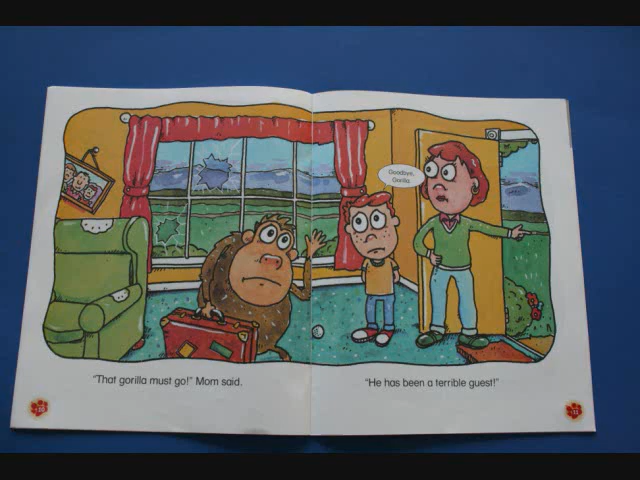 Goodbye,
Gorilla.
"That gorilla must go!" Mom said.
"He has been a terrible guest!"